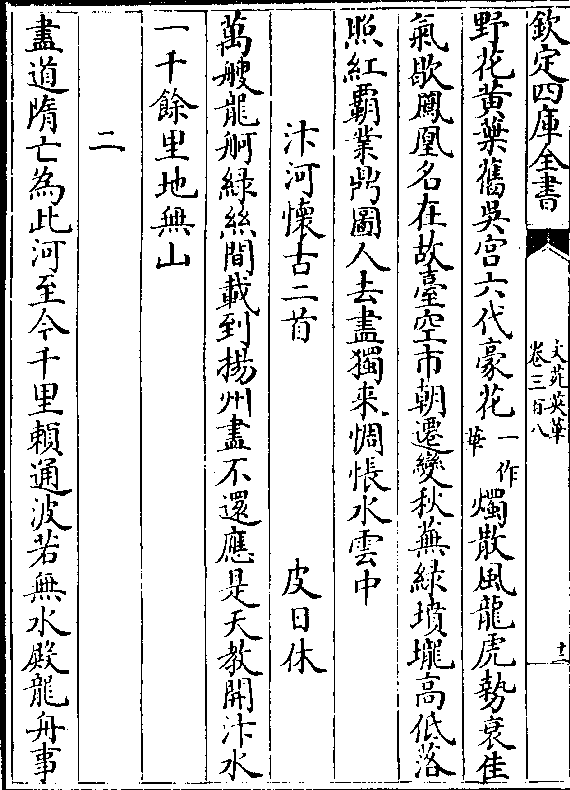 欽定四庫全書
文苑英華
卷三百八
十二
野花黄葉舊吳宫六代豪花一作華燭散風龍虎勢衰佳
氣歇鳳凰名在故臺空市朝遷變秋蕪緑墳壠高低落
照紅霸業鼎圖人去盡獨来惆悵水雲中
汴河懷古二首
皮日休
萬艘龍舸緑絲間載到揚州盡不還應是天教開汴水
一千餘里地無山
二
盡道隋亡為此河至今千里賴通波若無水殿龍舟事